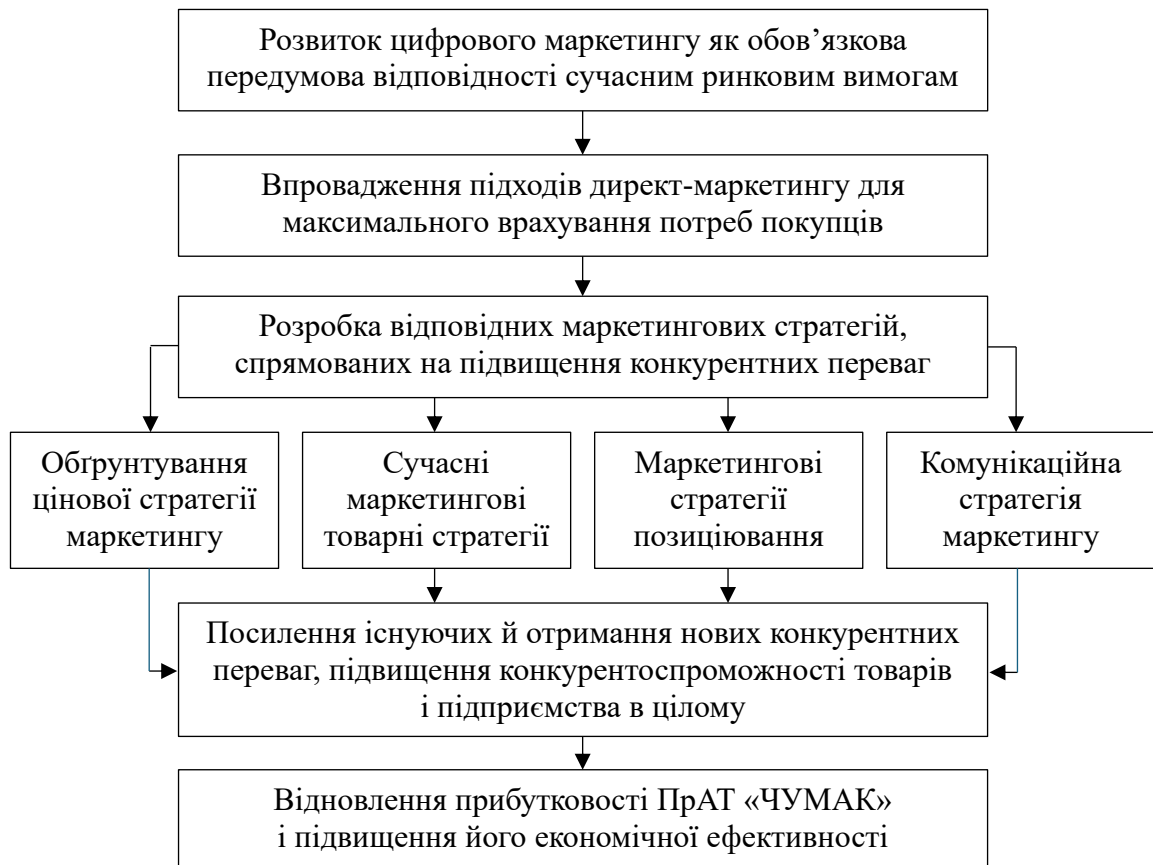 Розвиток цифрового маркетингу як обов’язкова
передумова відповідності сучасним ринковим вимогам
Впровадження підходів директ-маркетингу для
максимального врахування потреб покупців
Розробка відповідних маркетингових стратегій,
спрямованих на підвищення конкурентних переваг
Обґрунтування
цінової стратегії
маркетингу
Сучасні
маркетингові
товарні стратегії
Маркетингові
стратегії
позиціювання
Комунікаційна
стратегія
маркетингу
Посилення існуючих й отримання нових конкурентних
переваг, підвищення конкурентоспроможності товарів
і підприємства в цілому
Відновлення прибутковості ПрАТ «ЧУМАК»
і підвищення його економічної ефективності